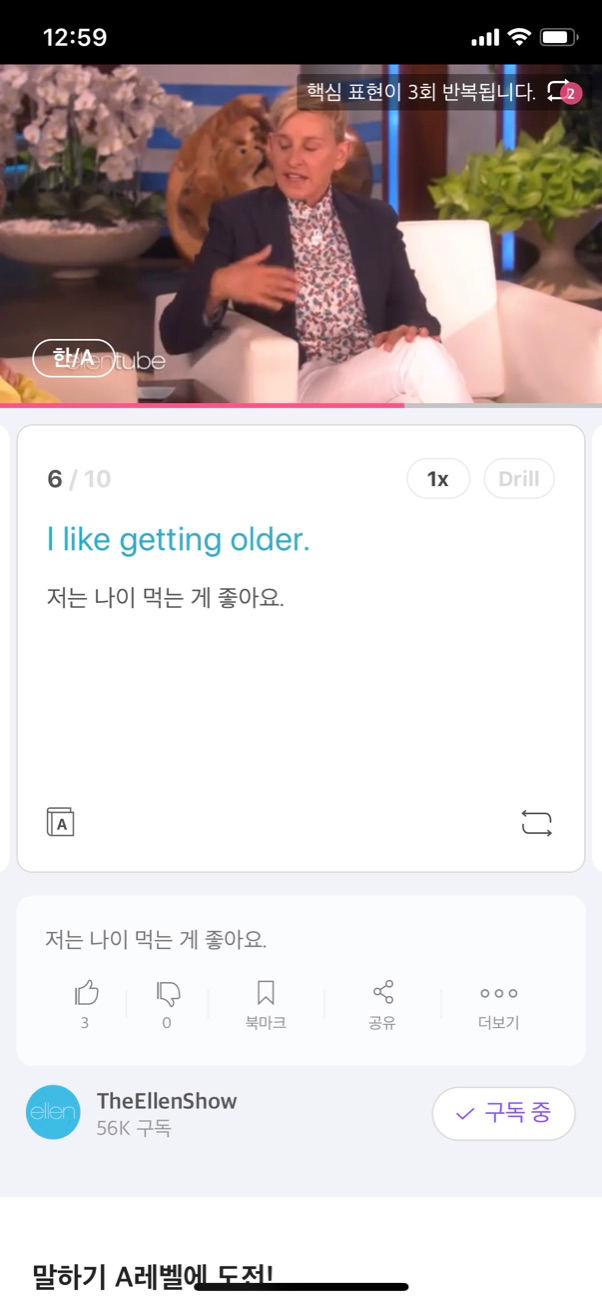 12:59
핵심 표현이 3회 반복됩니다. 2
한/A
tube
6 / 10
1x
Drill
I like getting older.
저는 나이 먹는 게 좋아요.
A
저는 나이 먹는 게 좋아요.
3
0
북마크
공유
더보기
ellen
TheEllenShow
56K 구독
구독 중
말하기 A레벨에 도전!